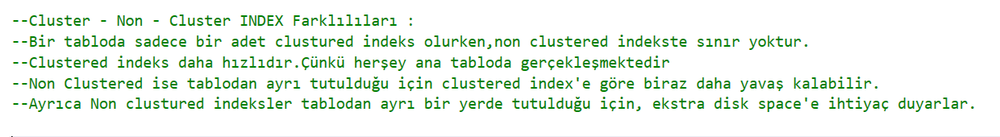 --Cluster - Non - Cluster INDEX Farklılıları :
--Bir tabloda sadece bir adet clustured indeks olurken,non clustered indekste sınır yoktur.
--Clustered indeks daha hızlıdır.Çünkü herşey ana tabloda gerçekleşmektedir
--Non Clustered ise tablodan ayrı tutulduğu için clustered index'e göre biraz daha yavaş kalabilir.
--Ayrıca Non clustured indeksler tablodan ayrı bir yerde tutulduğu için, ekstra disk space'e ihtiyaç duyarlar.